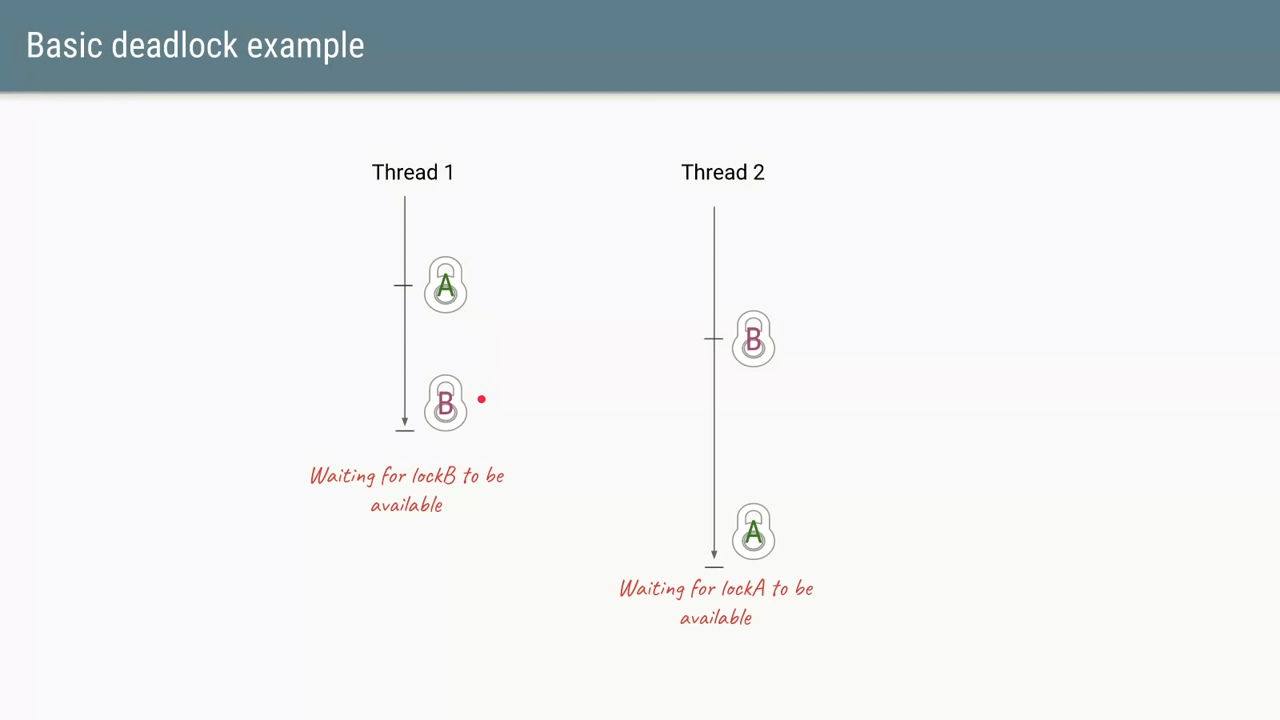 Basic deadlock example
Thread 1
Thread 2
A
B
B
Waiting for lockB to be
available
A
Waiting for lockA to be
available